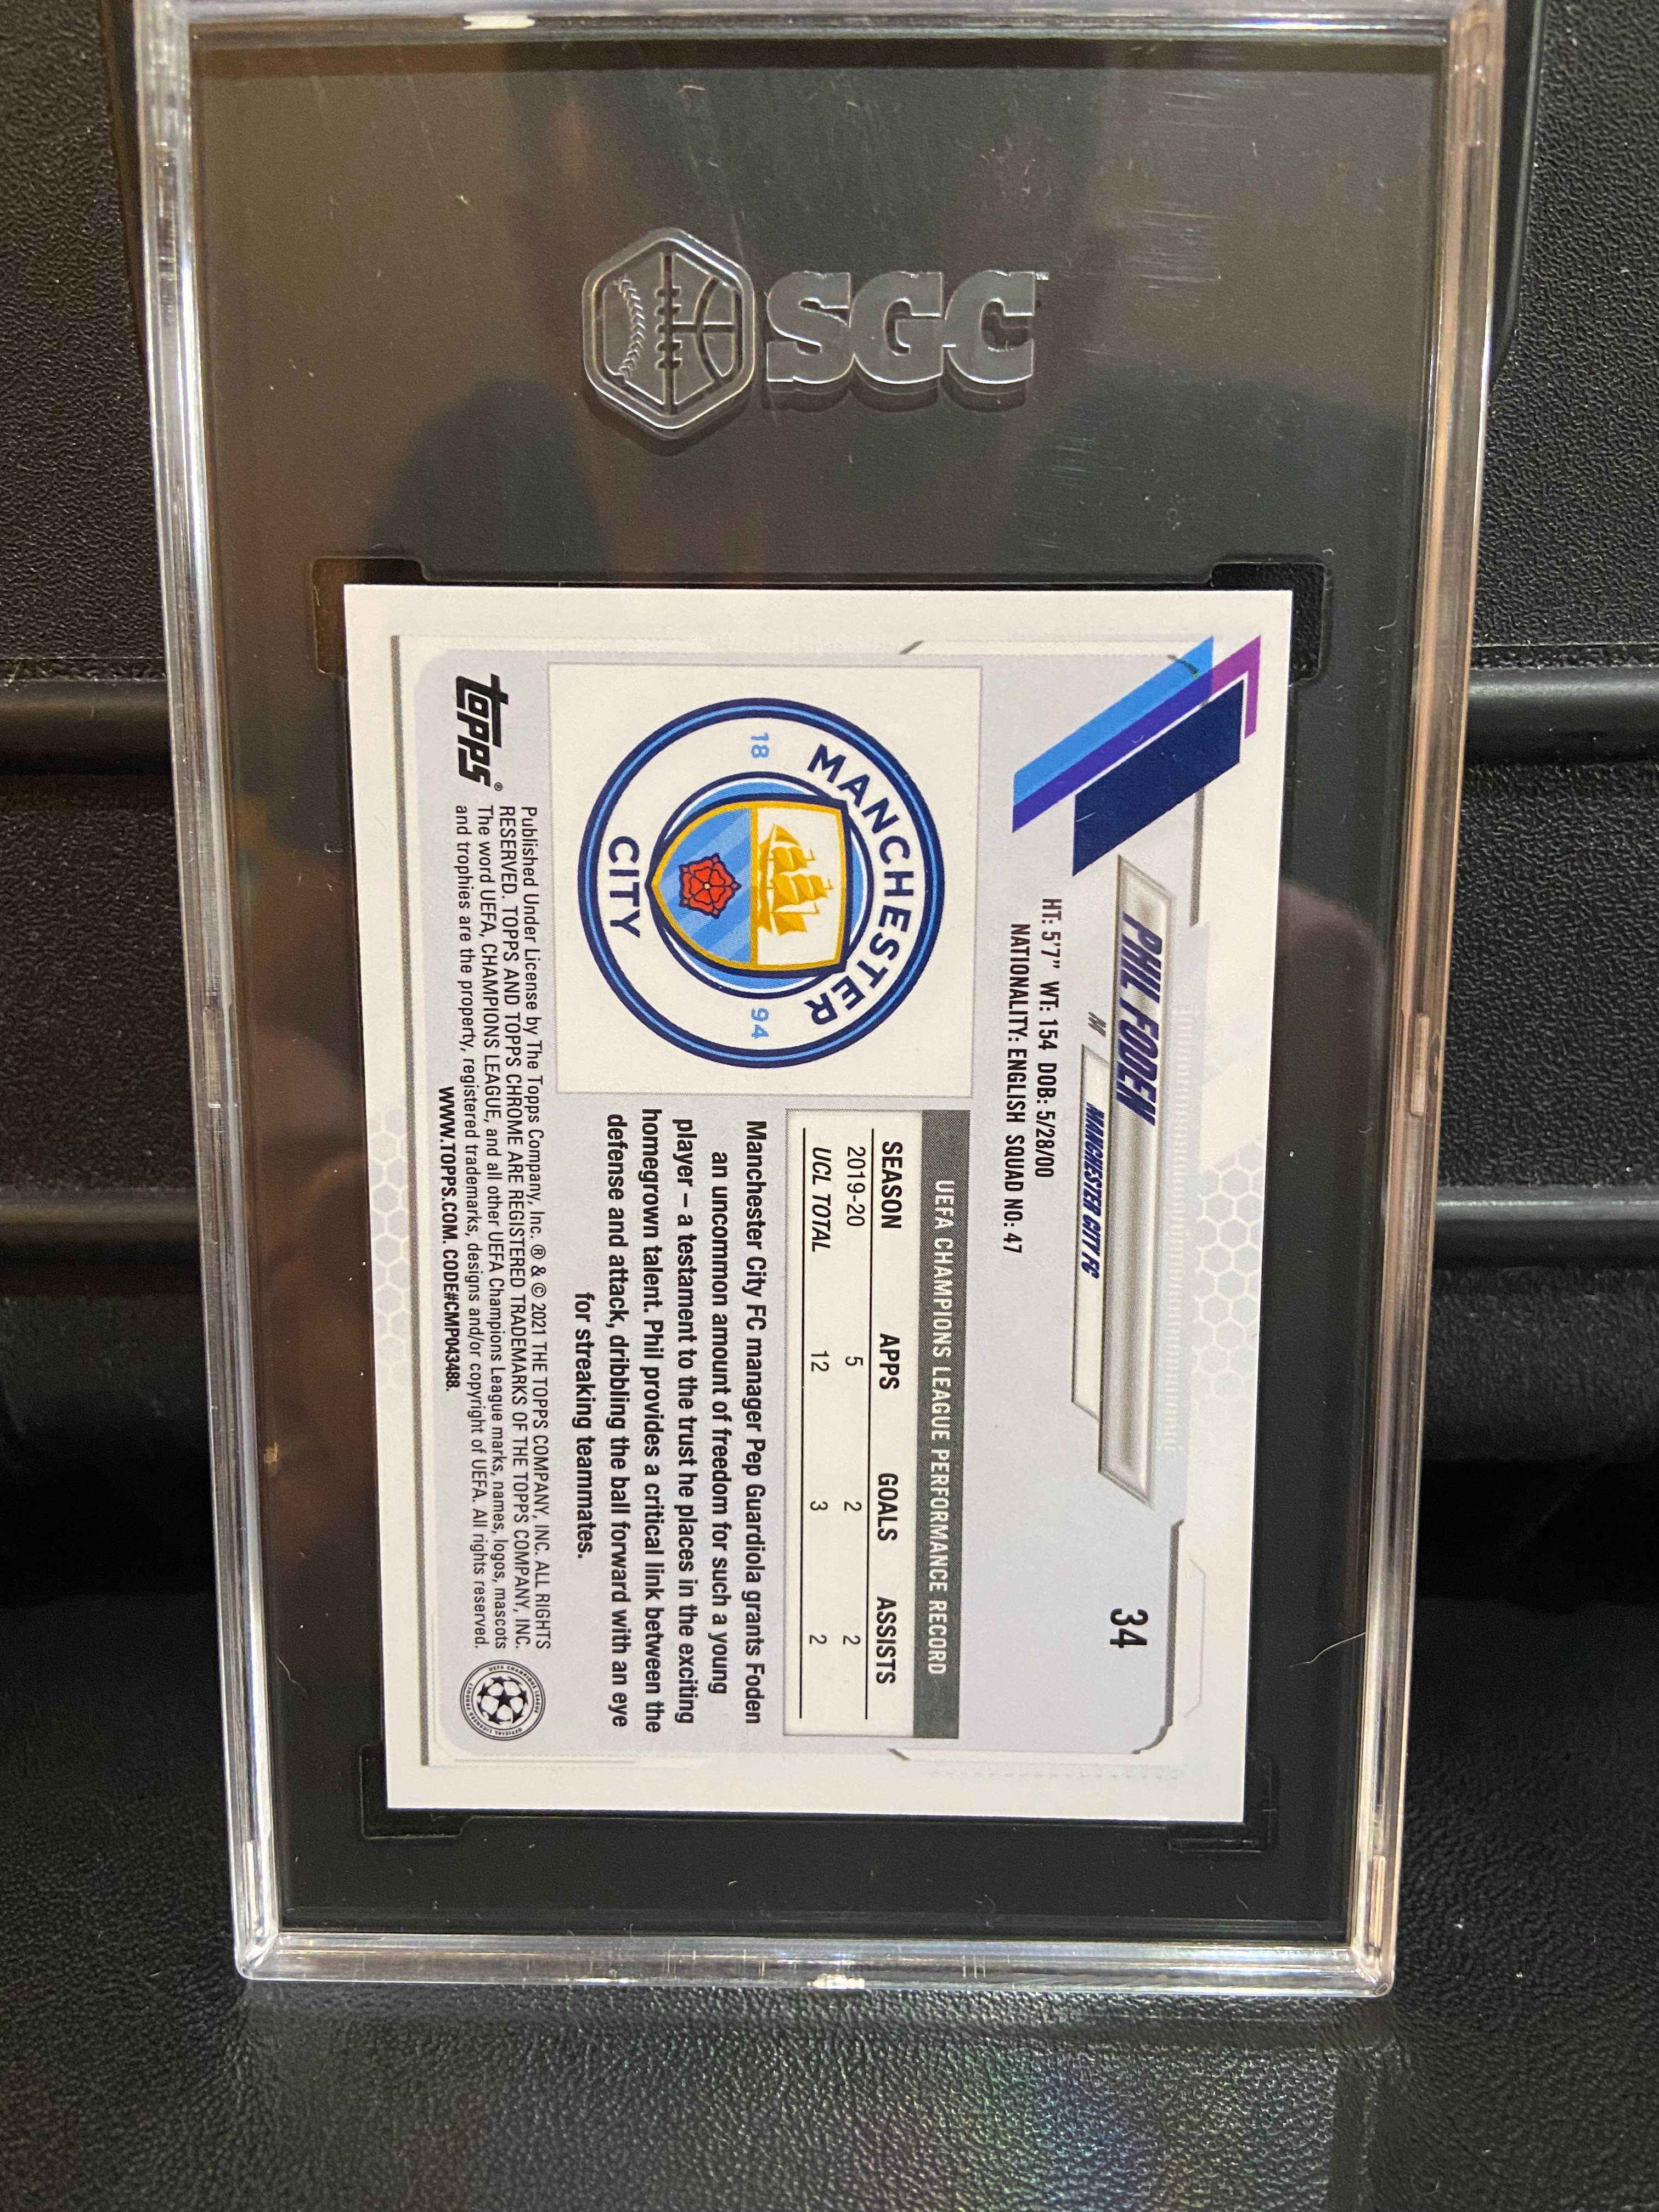 SGC
34
PHIL FODEN
M MANCHESTER CITY FC
HT: 5'7" WT: 154 DOB: 5/28/00
NATIONALITY: ENGLISH SQUAD NO.: 47
MANCHESTER
18 94
CITY
UEFA CHAMPIONS LEAGUE PERFORMANCE RECORD
SEASON APPS GOALS ASSISTS
2019-20 5 2 2
UCL TOTAL 12 3 2
Manchester City FC manager Pep Guardiola grants Foden
an uncommon amount of freedom for such a young
player – a testament to the trust he places in the exciting
homegrown talent. Phil provides a critical link between the
defense and attack, dribbling the ball forward with an eye
for streaking teammates.
topps®
Published Under License by The Topps Company, Inc. ® & © 2021 THE TOPPS COMPANY, INC. ALL RIGHTS
RESERVED. TOPPS AND TOPPS CHROME ARE REGISTERED TRADEMARKS OF THE TOPPS COMPANY, INC.
The word UEFA, CHAMPIONS LEAGUE, and all other UEFA Champions League marks, names, logos, mascots
and trophies are the property, registered trademarks, designs and/or copyright of UEFA. All rights reserved.
WWW.TOPPS.COM. CODE#CMP043488.
UEFA CHAMPIONS LEAGUE
OFFICIAL LICENSED PRODUCT